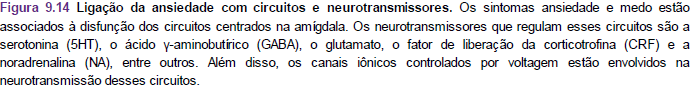 Figura 9.14 Ligação da ansiedade com circuitos e neurotransmissores. Os sintomas ansiedade e medo estão
associados à disfunção dos circuitos centrados na amígdala. Os neurotransmissores que regulam esses circuitos são a
serotonina (5HT), o ácido γ-aminobutírico (GABA), o glutamato, o fator de liberação da corticotrofina (CRF) e a
noradrenalina (NA), entre outros. Além disso, os canais iônicos controlados por voltagem estão envolvidos na
neurotransmissão desses circuitos.